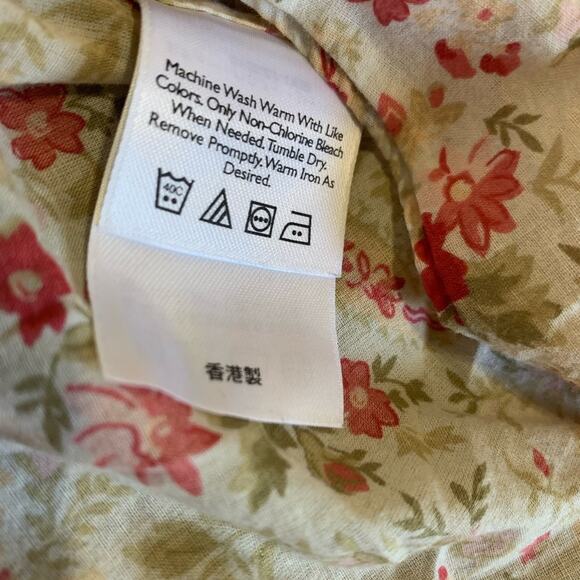 Machine Wash Warm With Like
Colors. Only Non-Chlorine Bleach
When Needed. Tumble Dry.
Remove Promptly. Warm Iron As
Desired.
40C
香港製